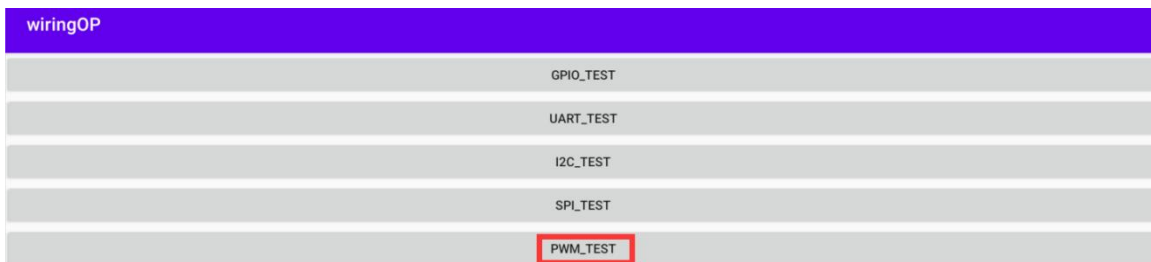 wiringOP
GPIO_TEST
UART_TEST
I2C_TEST
SPI_TEST
PWM_TEST